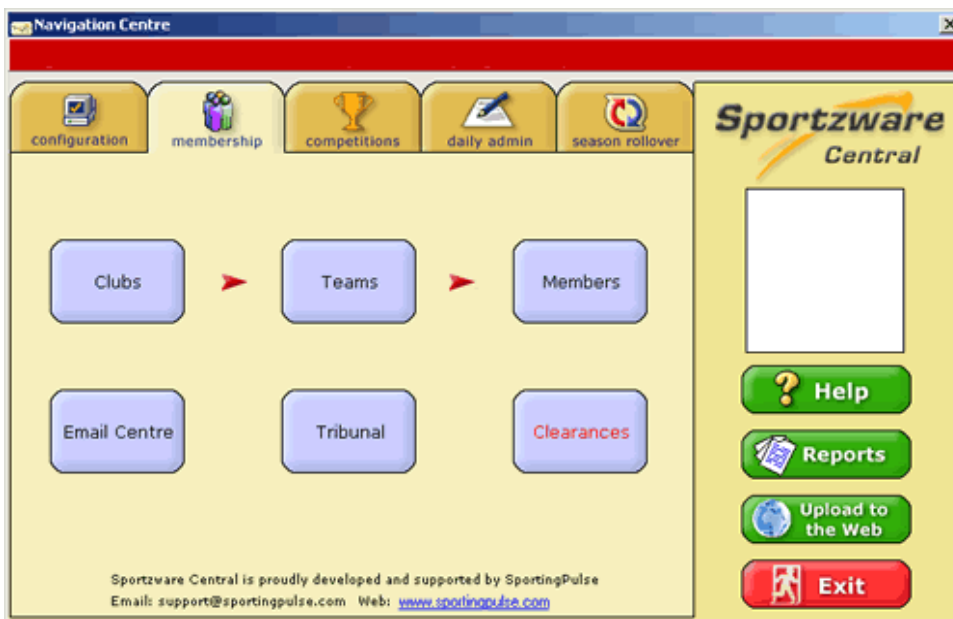 Navigation Centre
configuration
membership
competitions
daily admin
season rollover
Sportzware
Central
Clubs
Teams
Members
Email Centre
Tribunal
Clearances
Help
Reports
Upload to
the Web
Exit
Sportzware Central is proudly developed and supported by SportingPulse
Email: support@sportingpulse.com Web: www.sportingpulse.com